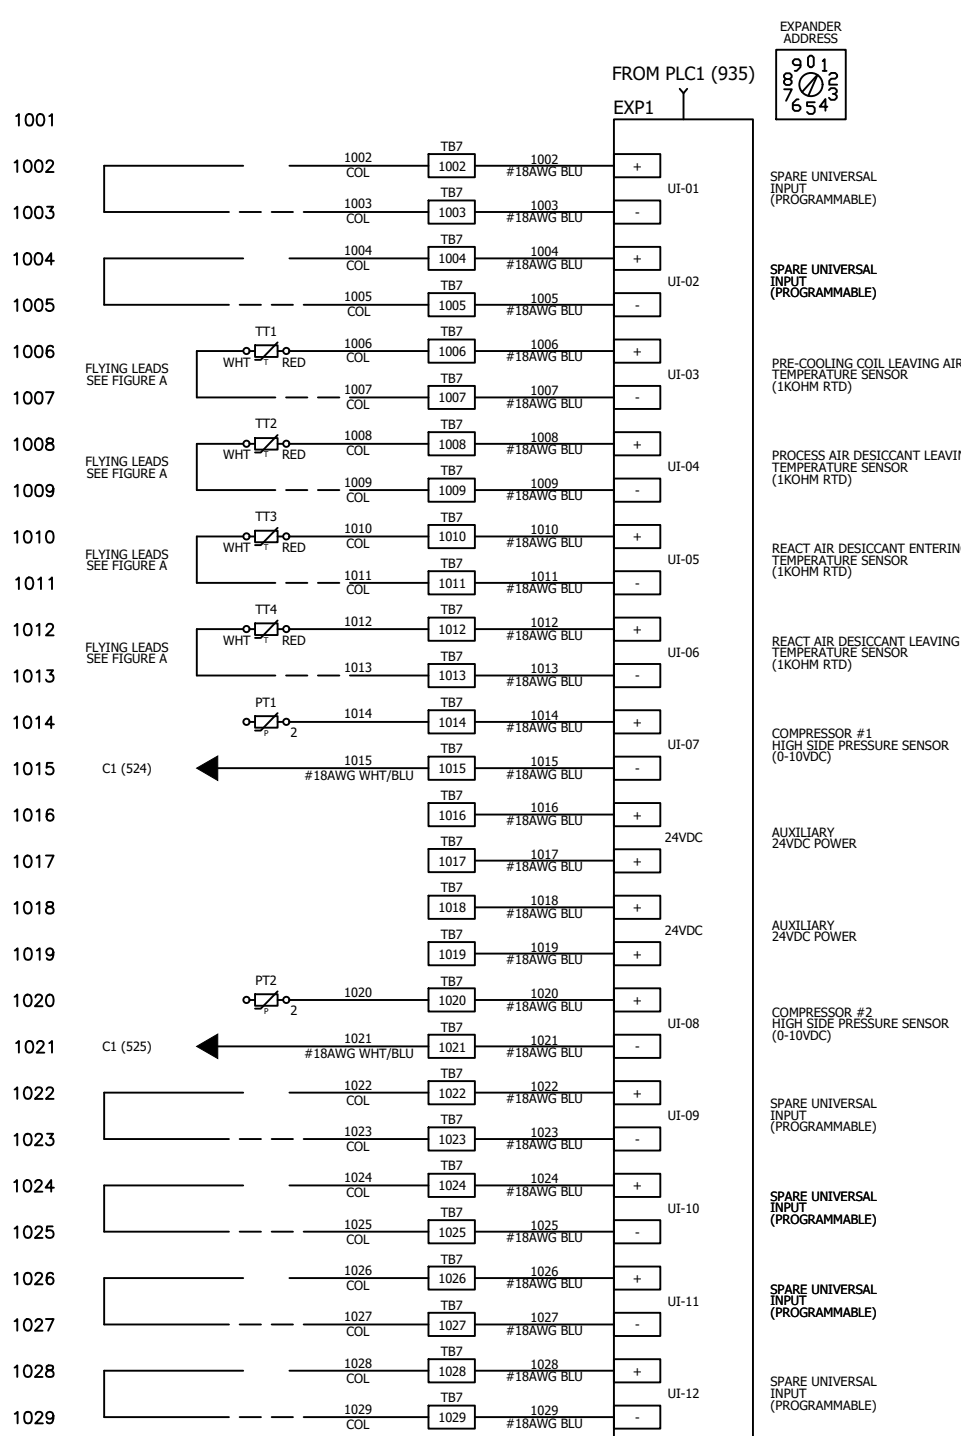 EXPANDER
ADDRESS
9 0 1
8 2
7 3
6 5 4
FROM PLC1 (935)
EXP1
1001
1002 1002 COL TB7 1002 1002 #18AWG BLU + UI-01
SPARE UNIVERSAL
INPUT
(PROGRAMMABLE)
1003 1003 COL TB7 1003 1003 #18AWG BLU -
1004 1004 COL TB7 1004 1004 #18AWG BLU + UI-02
SPARE UNIVERSAL
INPUT
(PROGRAMMABLE)
1005 1005 COL TB7 1005 1005 #18AWG BLU -
1006 TT1 WHT T RED 1006 COL TB7 1006 1006 #18AWG BLU + UI-03
FLYING LEADS
SEE FIGURE A
PRE-COOLING COIL LEAVING AIR
TEMPERATURE SENSOR
(1KOHM RTD)
1007 1007 COL TB7 1007 1007 #18AWG BLU -
1008 TT2 WHT T RED 1008 COL TB7 1008 1008 #18AWG BLU + UI-04
FLYING LEADS
SEE FIGURE A
PROCESS AIR DESICCANT LEAVIN
TEMPERATURE SENSOR
(1KOHM RTD)
1009 1009 COL TB7 1009 1009 #18AWG BLU -
1010 TT3 WHT T RED 1010 COL TB7 1010 1010 #18AWG BLU + UI-05
FLYING LEADS
SEE FIGURE A
REACT AIR DESICCANT ENTERING
TEMPERATURE SENSOR
(1KOHM RTD)
1011 1011 COL TB7 1011 1011 #18AWG BLU -
1012 TT4 WHT T RED 1012 TB7 1012 1012 #18AWG BLU + UI-06
FLYING LEADS
SEE FIGURE A
REACT AIR DESICCANT LEAVING
TEMPERATURE SENSOR
(1KOHM RTD)
1013 1013 TB7 1013 1013 #18AWG BLU -
1014 PT1 P 2 1014 TB7 1014 1014 #18AWG BLU + UI-07
COMPRESSOR #1
HIGH SIDE PRESSURE SENSOR
(0-10VDC)
1015 C1 (524) 1015 #18AWG WHT/BLU TB7 1015 1015 #18AWG BLU -
1016 TB7 1016 1016 #18AWG BLU + 24VDC
AUXILIARY
24VDC POWER
1017 TB7 1017 1017 #18AWG BLU +
1018 TB7 1018 1018 #18AWG BLU + 24VDC
AUXILIARY
24VDC POWER
1019 TB7 1019 1019 #18AWG BLU +
1020 PT2 P 2 1020 TB7 1020 1020 #18AWG BLU + UI-08
COMPRESSOR #2
HIGH SIDE PRESSURE SENSOR
(0-10VDC)
1021 C1 (525) 1021 #18AWG WHT/BLU TB7 1021 1021 #18AWG BLU -
1022 1022 COL TB7 1022 1022 #18AWG BLU + UI-09
SPARE UNIVERSAL
INPUT
(PROGRAMMABLE)
1023 1023 COL TB7 1023 1023 #18AWG BLU -
1024 1024 COL TB7 1024 1024 #18AWG BLU + UI-10
SPARE UNIVERSAL
INPUT
(PROGRAMMABLE)
1025 1025 COL TB7 1025 1025 #18AWG BLU -
1026 1026 COL TB7 1026 1026 #18AWG BLU + UI-11
SPARE UNIVERSAL
INPUT
(PROGRAMMABLE)
1027 1027 COL TB7 1027 1027 #18AWG BLU -
1028 1028 COL TB7 1028 1028 #18AWG BLU + UI-12
SPARE UNIVERSAL
INPUT
(PROGRAMMABLE)
1029 1029 COL TB7 1029 1029 #18AWG BLU -